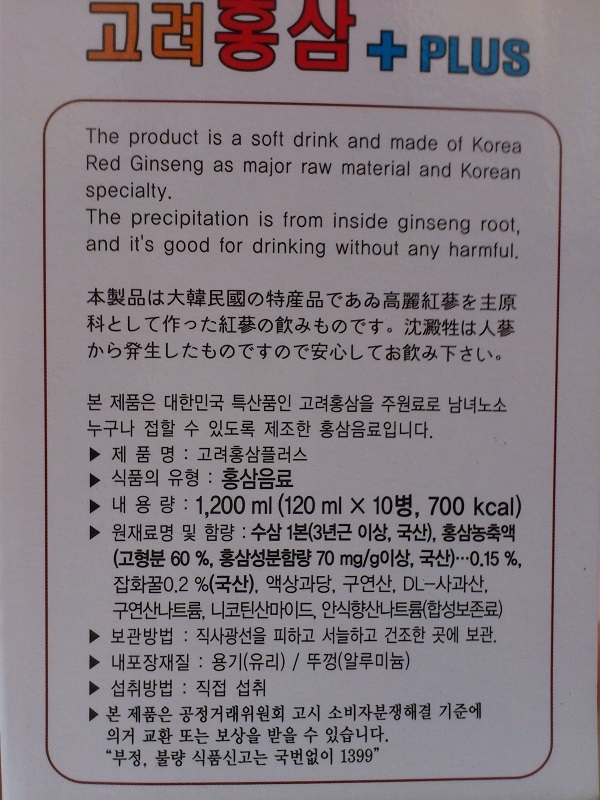 고려홍삼+PLUS
The product is a soft drink and made of Korea
Red Ginseng as major raw material and Korean
specialty.
The precipitation is from inside ginseng root,
and it's good for drinking without any harmful.
本製品は大韓民國の特産品であゐ高麗紅蔘を主原
科として作った紅蔘の飲みものです。沈澱牲は人蔘
から発生したものですので安心してお飲み下さい。
본 제품은 대한민국 특산품인 고려홍삼을 주원료로 남녀노소
누구나 접할 수 있도록 제조한 홍삼음료입니다.
▶ 제 품 명 : 고려홍삼플러스
▶ 식품의 유형 : 홍삼음료
▶ 내 용 량 : 1,200 ml (120 ml X 10병, 700 kcal)
▶ 원재료명 및 함량 : 수삼 1본(3년근 이상, 국산), 홍삼농축액
(고형분 60 %, 홍삼성분함량 70 mg/g이상, 국산)···0.15 %,
잡화꿀0.2 %(국산), 액상과당, 구연산, DL-사과산,
구연산나트륨, 니코틴산마이드, 안식향산나트륨(합성보존료)
▶ 보관방법 : 직사광선을 피하고 서늘하고 건조한 곳에 보관.
▶ 내포장재질 : 용기(유리) / 뚜껑(알루미늄)
▶ 섭취방법 : 직접 섭취
▶ 본 제품은 공정거래위원회 고시 소비자분쟁해결 기준에
의거 교환 또는 보상을 받을 수 있습니다.
“부정, 불량 식품신고는 국번없이 1399”